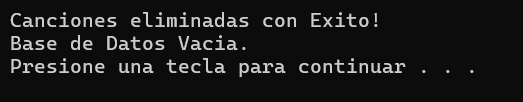 Canciones eliminadas con Exito!
Base de Datos Vacia.
Presione una tecla para continuar . . .